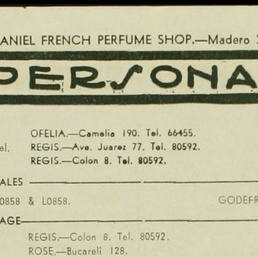 ANIEL FRENCH PERFUME SHOP.—Madero
PERSONA
OFELIA.—Camelia 190. Tel. 66455.
el. REGIS.—Ave. Juarez 77. Tel. 80592.
REGIS.—Colon 8. Tel. 80592.
ALES
0858 & L0858. GODEFR
AGE
REGIS.—Colon 8. Tel. 80592.
ROSE.—Bucareli 128.